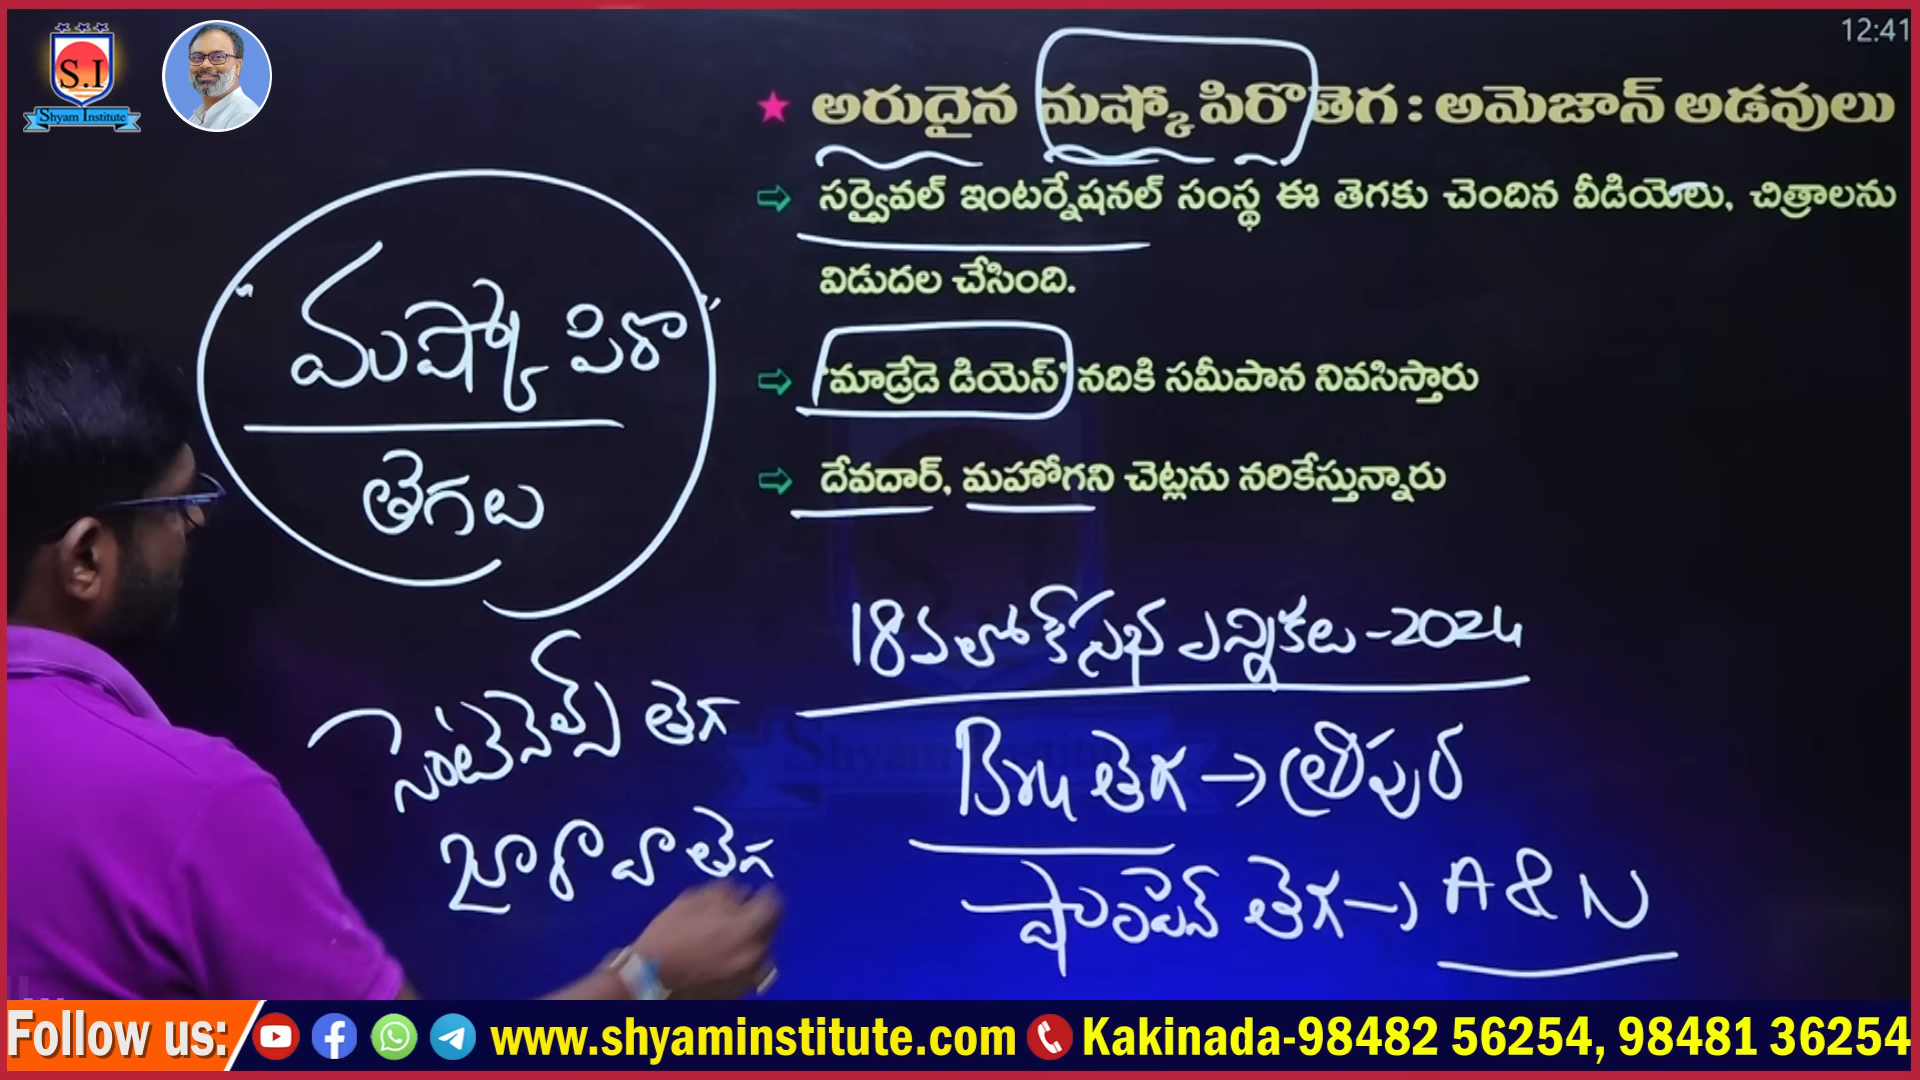 12:41
S.I
Shyam Institute
★ అరుదైన మష్కో పిరో తెగ : అమెజాన్ అడవులు
⇨ సర్వైవల్ ఇంటర్నేషనల్ సంస్థ ఈ తెగకు చెందిన వీడియోలు, చిత్రాలను
విడుదల చేసింది.
⇨ 'మాడ్రేడె డియెస్' నదికి సమీపాన నివసిస్తారు
⇨ దేవదార్, మహోగని చెట్లను నరికేస్తున్నారు
"మష్కో పిరో"
తెగలు
18వ లోక్ సభ ఎన్నికలు - 2024
Bru తెగ → త్రిపుర
షాంపెన్ తెగ → A & N
సెంటినెల్స్ తెగ
జారోవా తెగ
Shyam Institute
Follow us: www.shyaminstitute.com Kakinada-98482 56254, 98481 36254